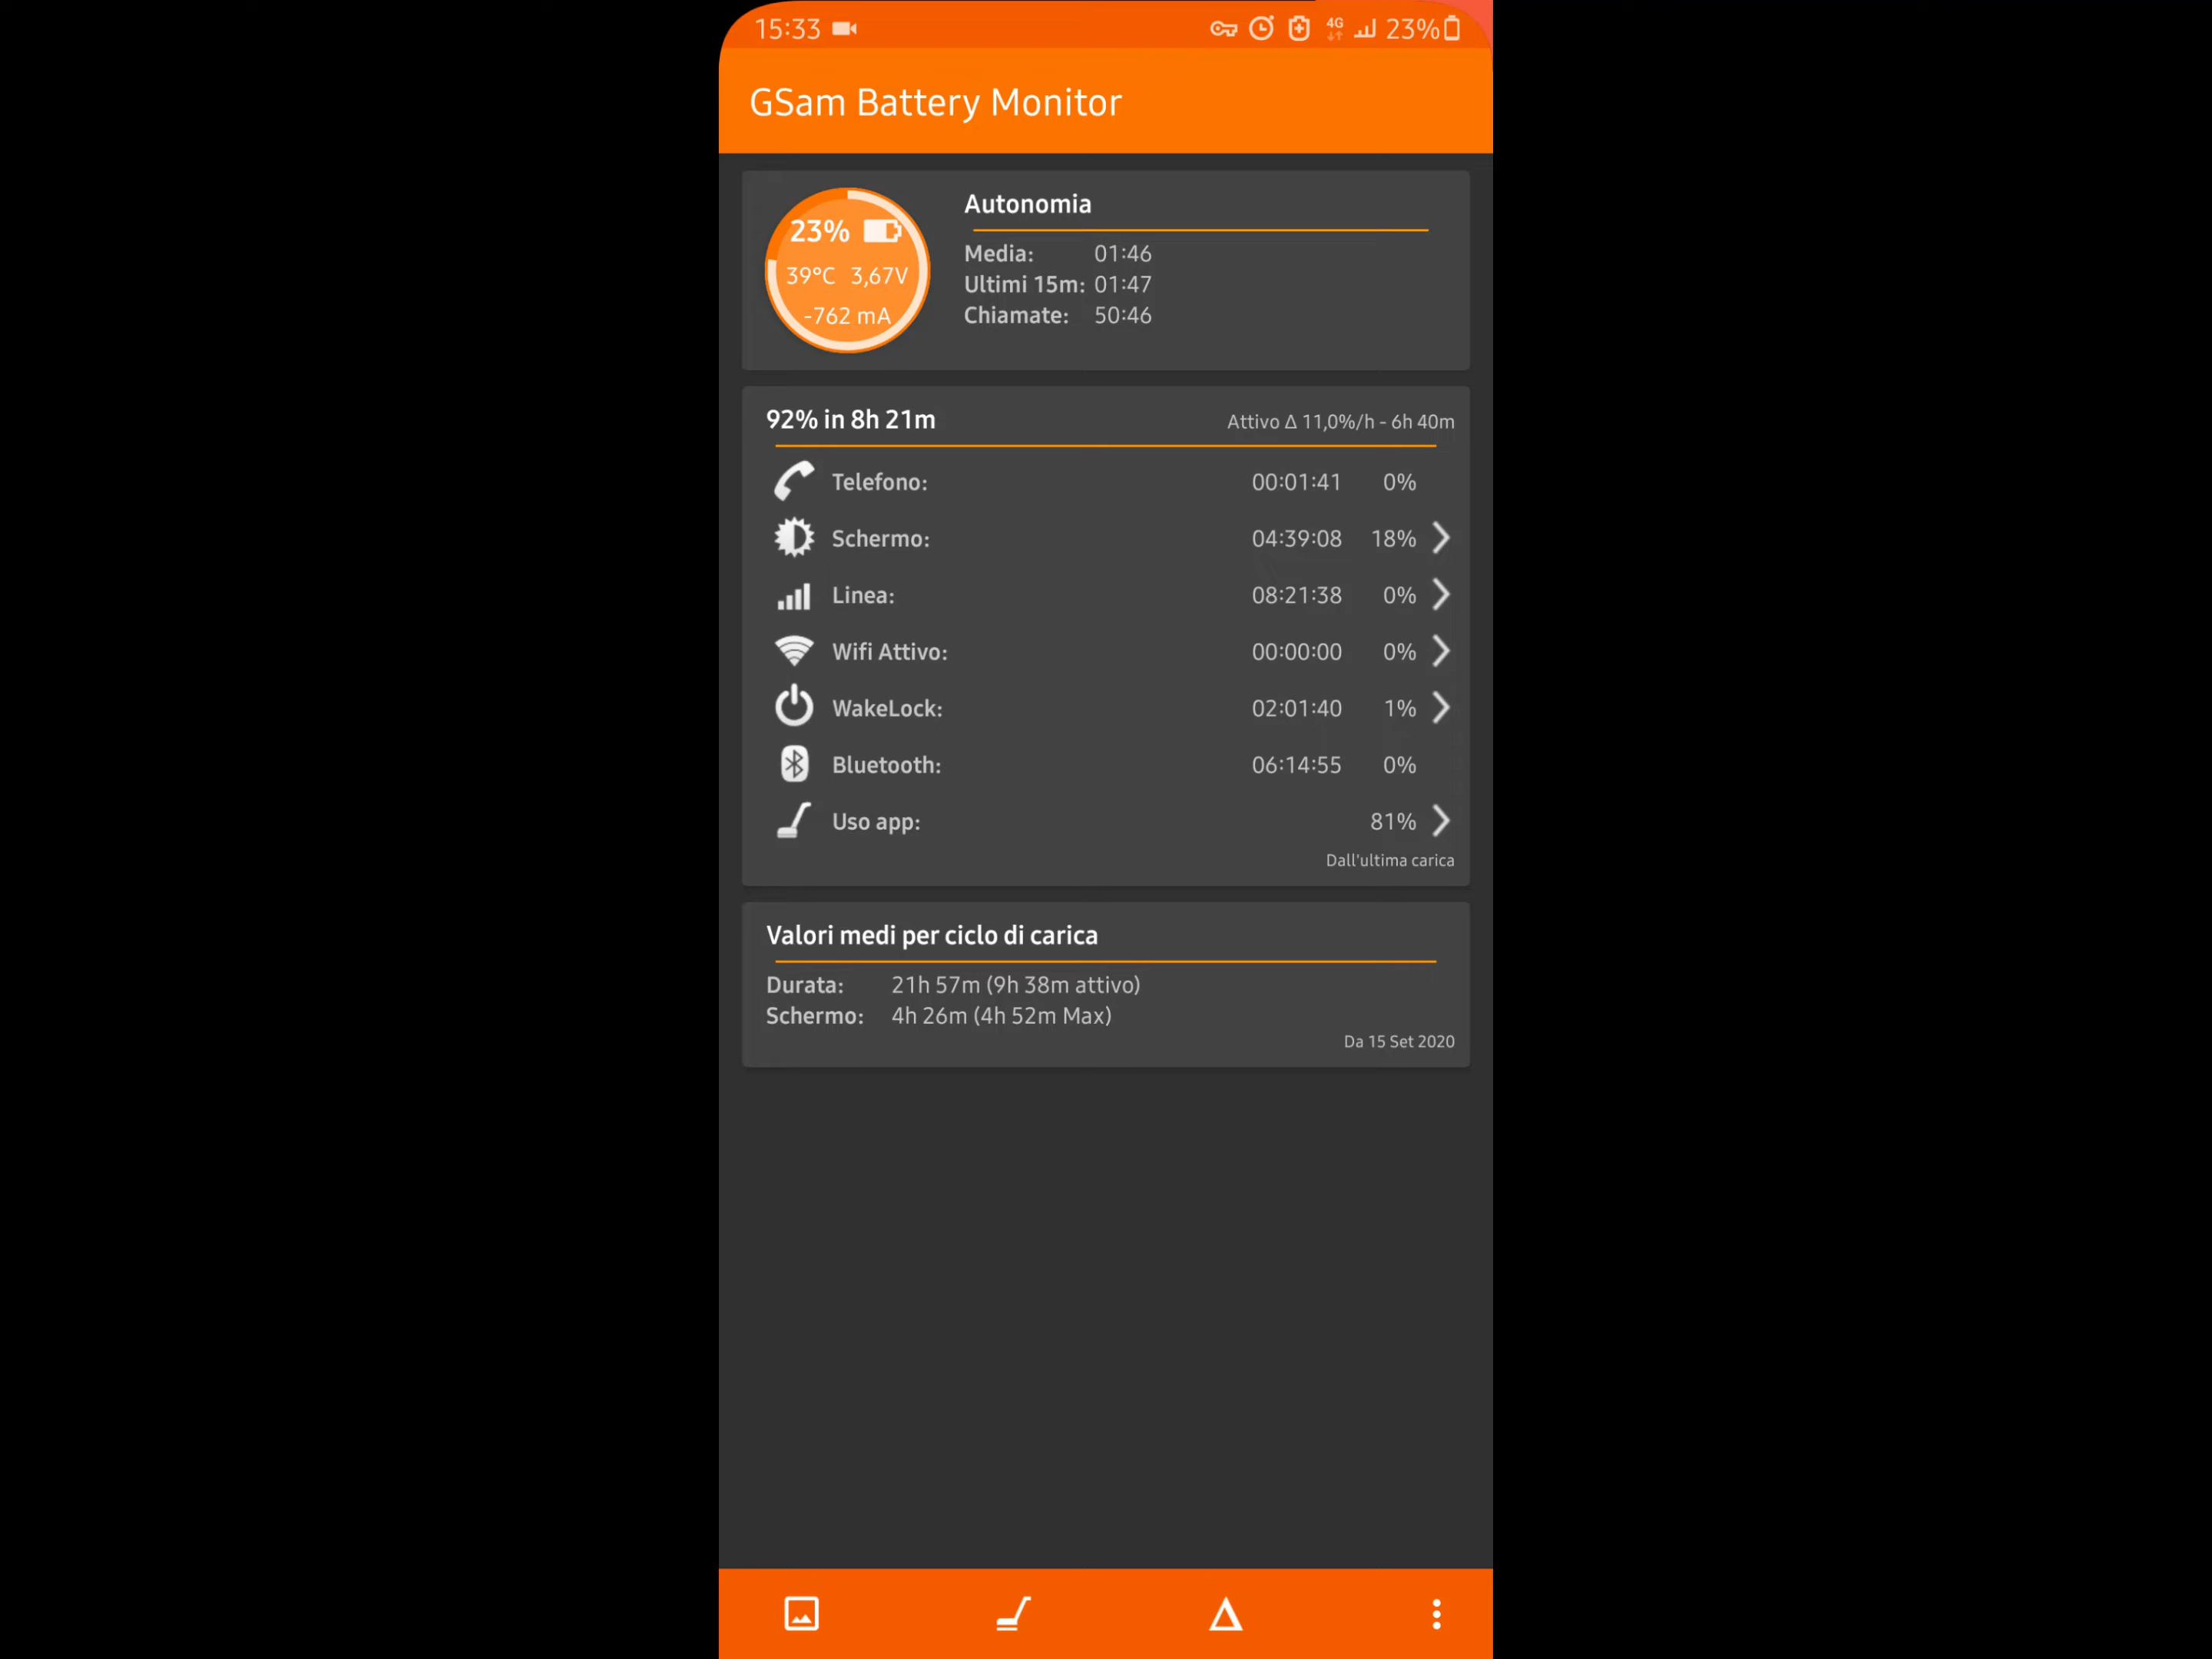 15:33 4G 23%
GSam Battery Monitor
23%
39°C 3,67V
-762 mA
Autonomia
Media: 01:46
Ultimi 15m: 01:47
Chiamate: 50:46
92% in 8h 21m Attivo Δ 11,0%/h - 6h 40m
Telefono: 00:01:41 0%
Schermo: 04:39:08 18%
Linea: 08:21:38 0%
Wifi Attivo: 00:00:00 0%
WakeLock: 02:01:40 1%
Bluetooth: 06:14:55 0%
Uso app: 81%
Dall'ultima carica
Valori medi per ciclo di carica
Durata: 21h 57m (9h 38m attivo)
Schermo: 4h 26m (4h 52m Max)
Da 15 Set 2020